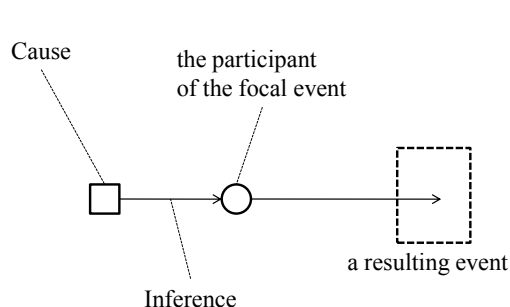 Cause
the participant
of the focal event
a resulting event
Inference